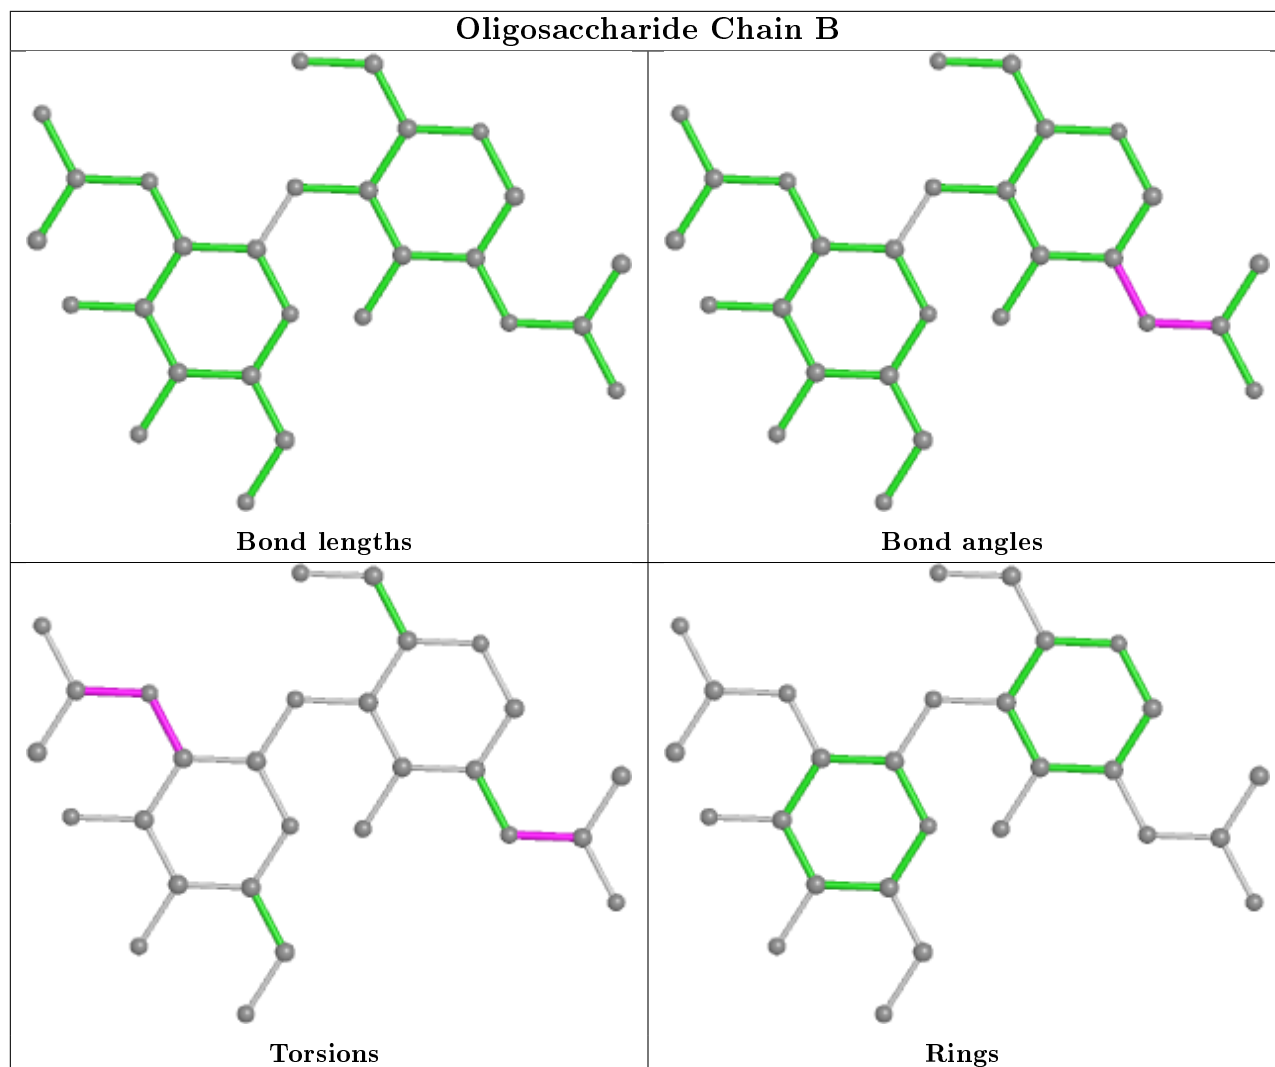 Oligosaccharide Chain B
Bond lengths
Bond angles
Torsions
Rings